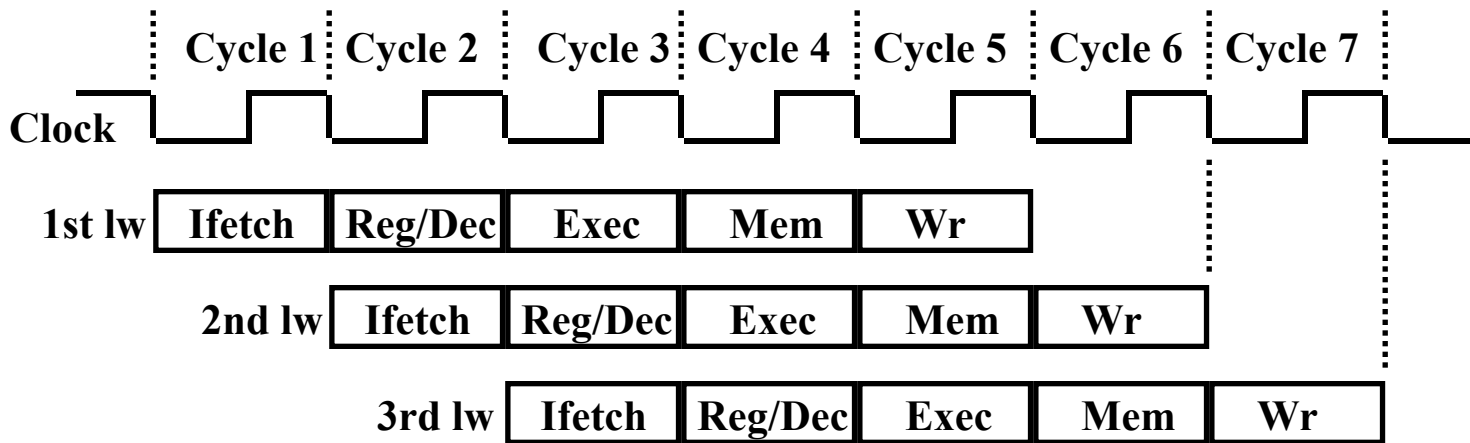 Cycle 1 Cycle 2 Cycle 3 Cycle 4 Cycle 5 Cycle 6 Cycle 7
Clock
1st lw Ifetch Reg/Dec Exec Mem Wr
2nd lw Ifetch Reg/Dec Exec Mem Wr
3rd lw Ifetch Reg/Dec Exec Mem Wr